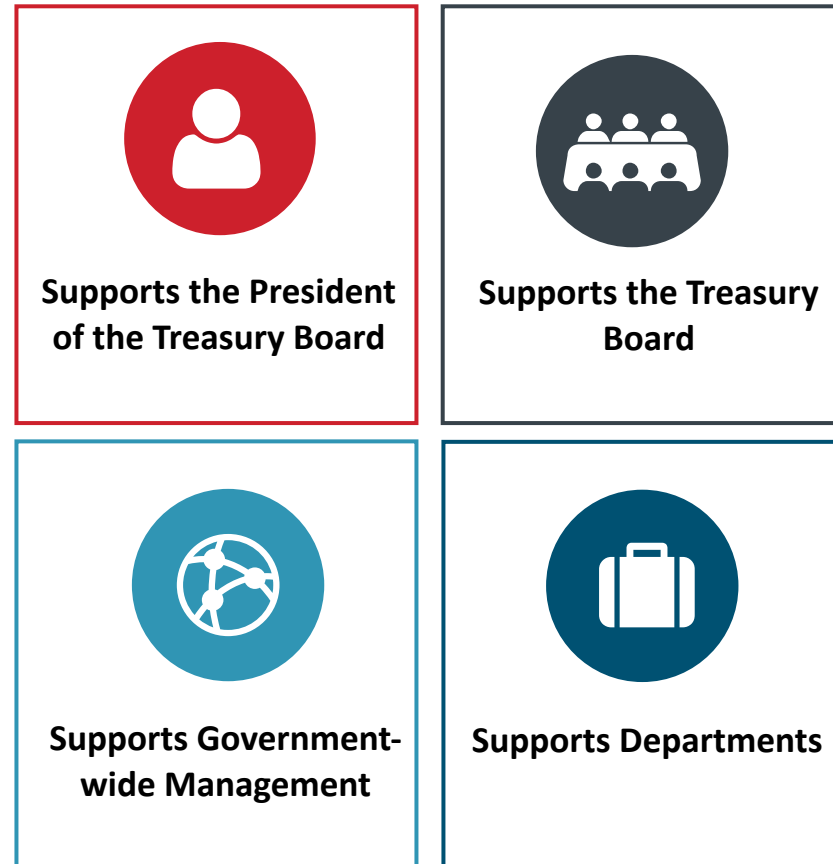 Supports the President
of the Treasury Board
Supports the Treasury
Board
Supports Government-
wide Management
Supports Departments